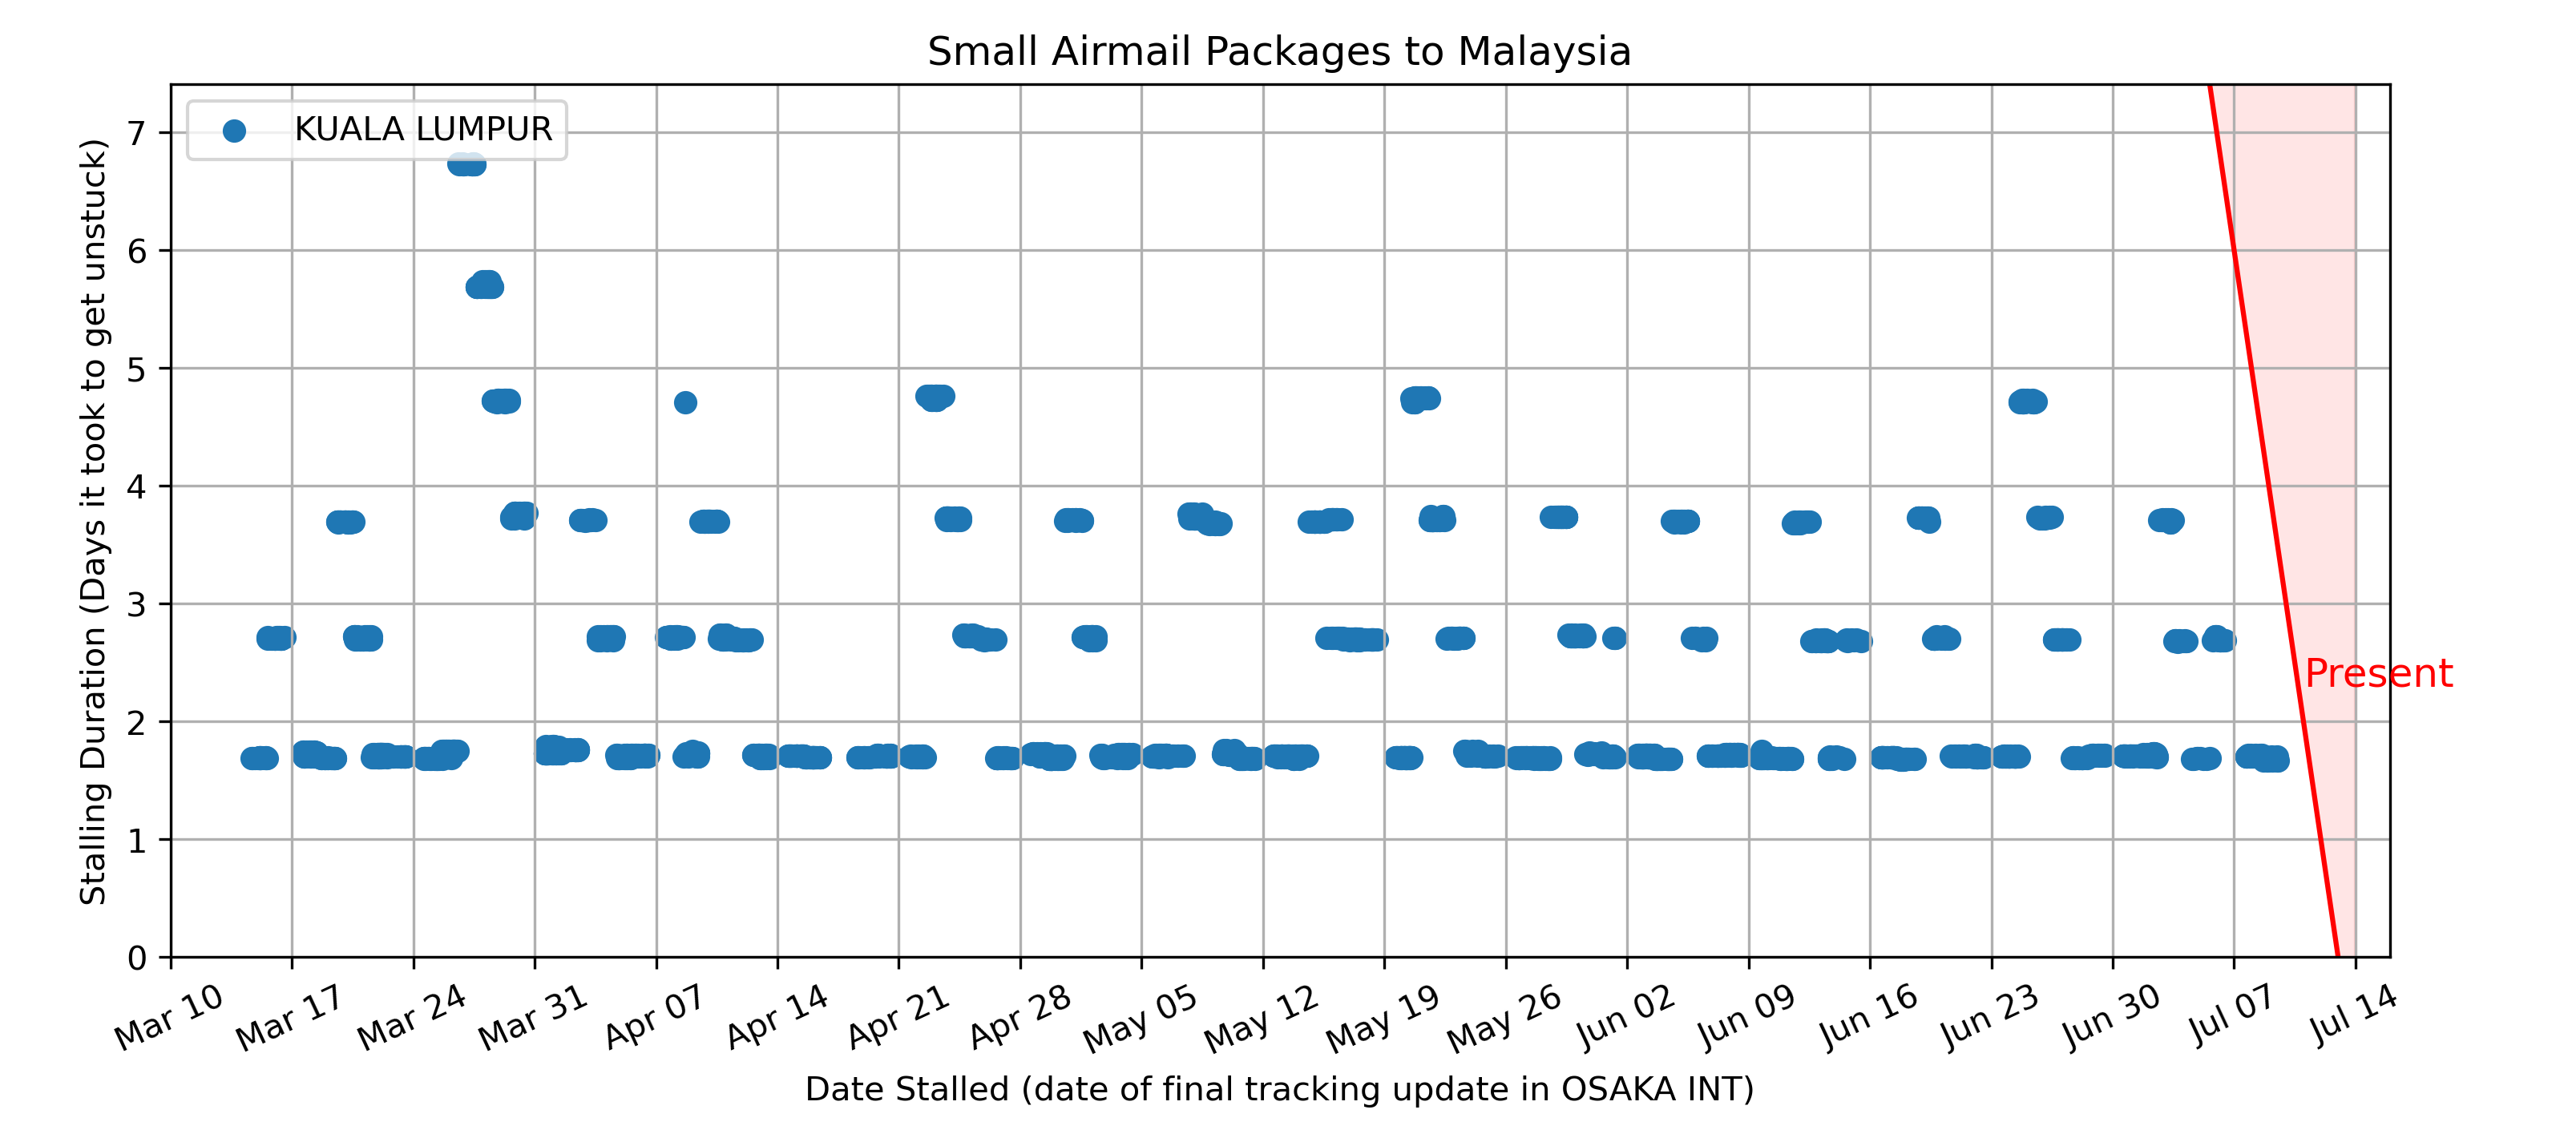 Small Airmail Packages to Malaysia
KUALA LUMPUR
Stalling Duration (Days it took to get unstuck)
7
6
5
4
3
2
1
0
Present
Mar 10
Mar 17
Mar 24
Mar 31
Apr 07
Apr 14
Apr 21
Apr 28
May 05
May 12
May 19
May 26
Jun 02
Jun 09
Jun 16
Jun 23
Jun 30
Jul 07
Jul 14
Date Stalled (date of final tracking update in OSAKA INT)